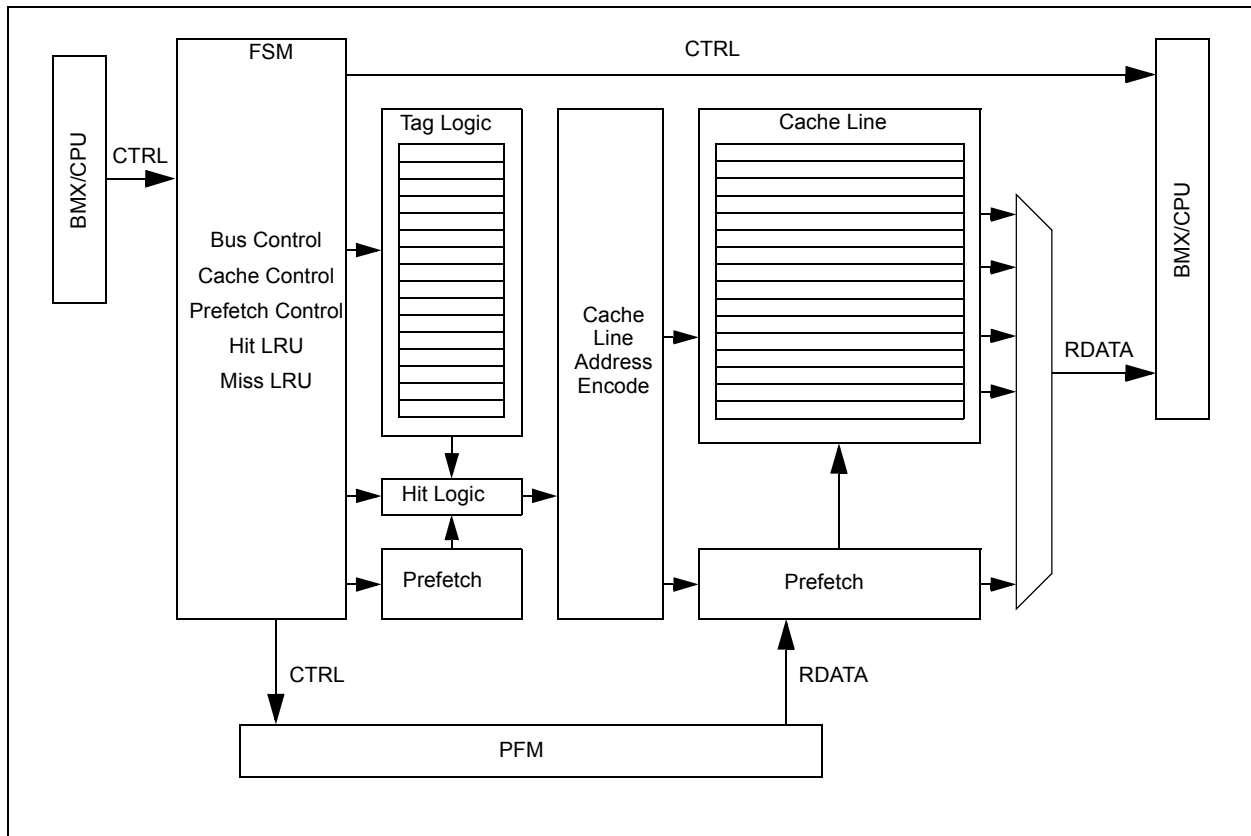 FSM
CTRL
BMX/CPU
CTRL
Bus Control
Cache Control
Prefetch Control
Hit LRU
Miss LRU
Tag Logic
Hit Logic
Prefetch
Cache
Line
Address
Encode
Cache Line
Prefetch
RDATA
BMX/CPU
CTRL
RDATA
PFM